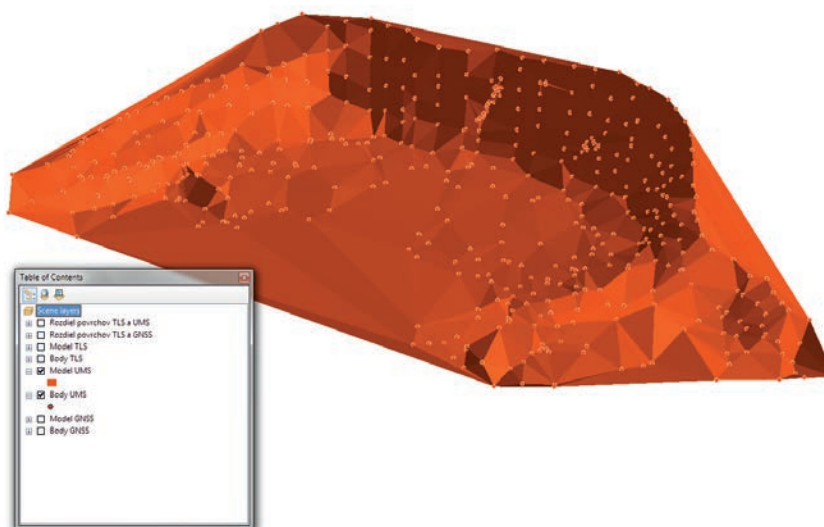 Table of Contents
Scene layers
Rozdiel povrchov TLS a UMS
Rozdiel povrchov TLS a GNSS
Model TLS
Body TLS
Model UMS
Body UMS
Model GNSS
Body GNSS